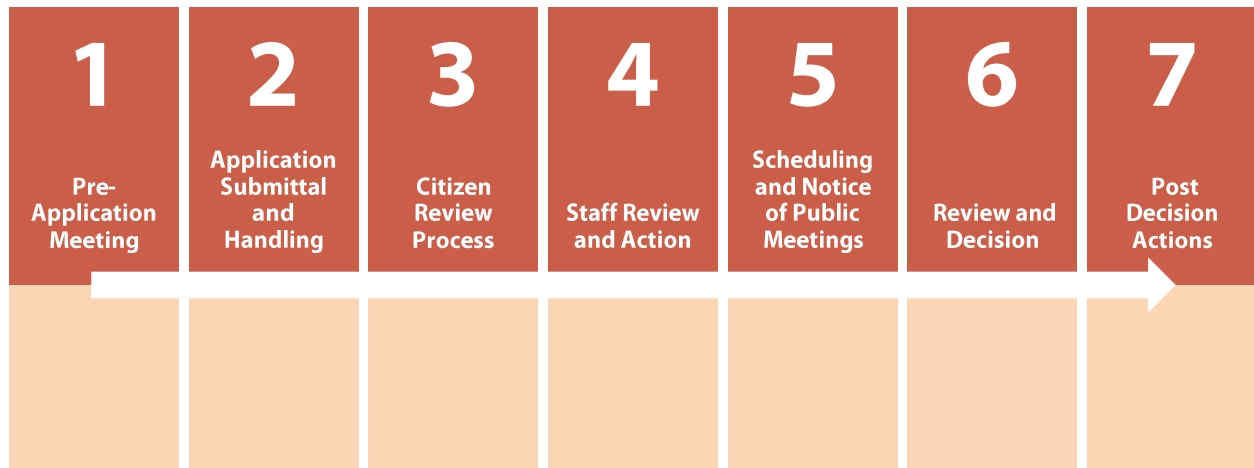 1
Pre-
Application
Meeting
2
Application
Submittal
and
Handling
3
Citizen
Review
Process
4
Staff Review
and Action
5
Scheduling
and Notice
of Public
Meetings
6
Review and
Decision
7
Post
Decision
Actions